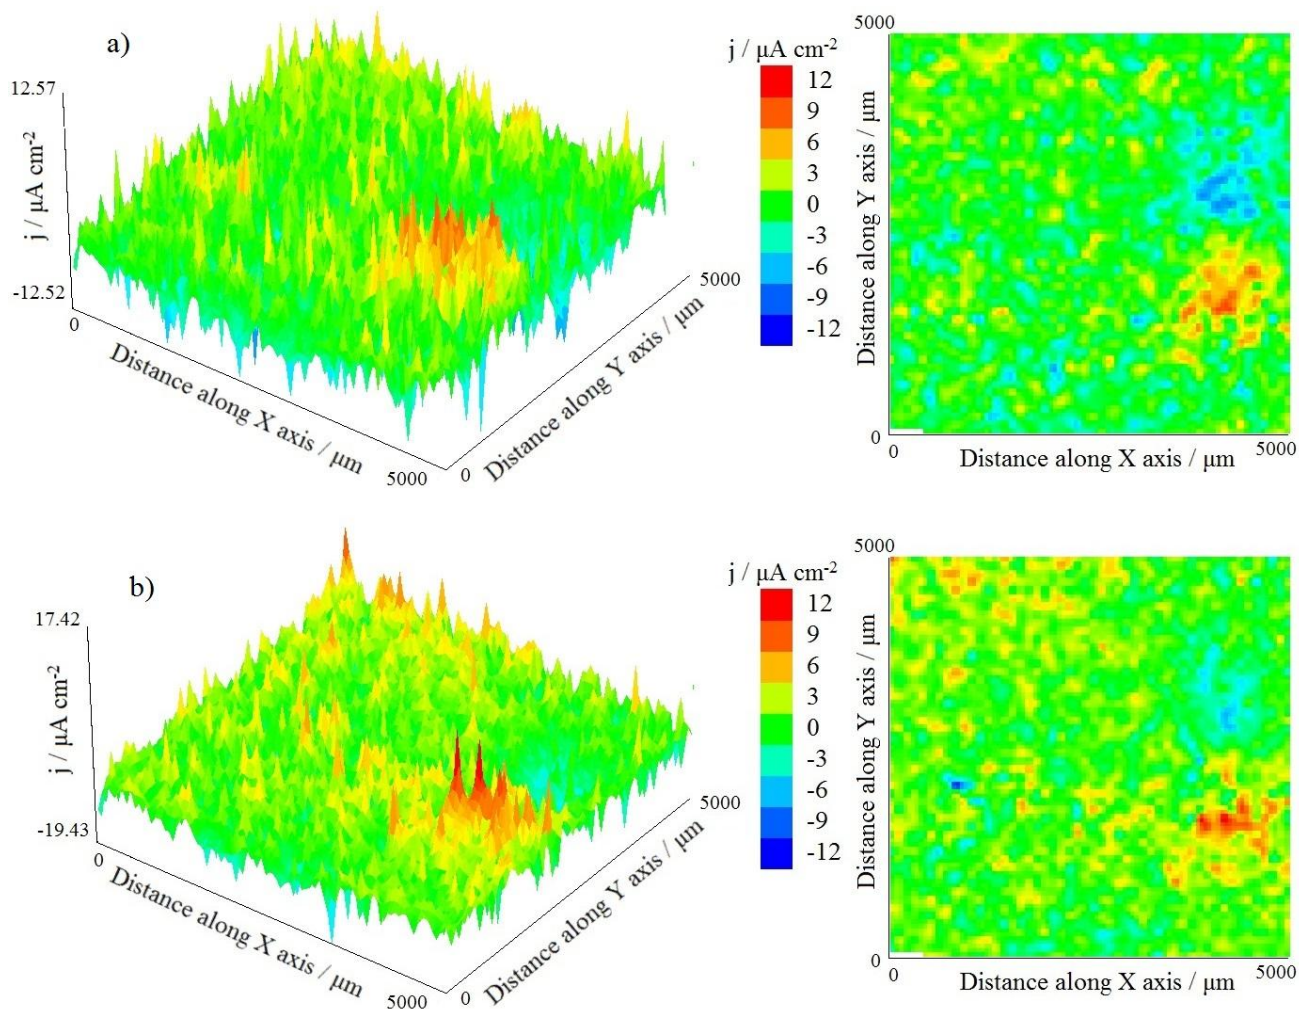 a)
12.57
j / μA cm-2
-12.52
0
Distance along X axis / μm
5000
0
Distance along Y axis / μm
5000
j / μA cm-2
12
9
6
3
0
-3
-6
-9
-12
5000
Distance along Y axis / μm
0
0
5000
Distance along X axis / μm
b)
17.42
j / μA cm-2
-19.43
0
Distance along X axis / μm
5000
0
Distance along Y axis / μm
5000
j / μA cm-2
12
9
6
3
0
-3
-6
-9
-12
5000
Distance along Y axis / μm
0
0
5000
Distance along X axis / μm